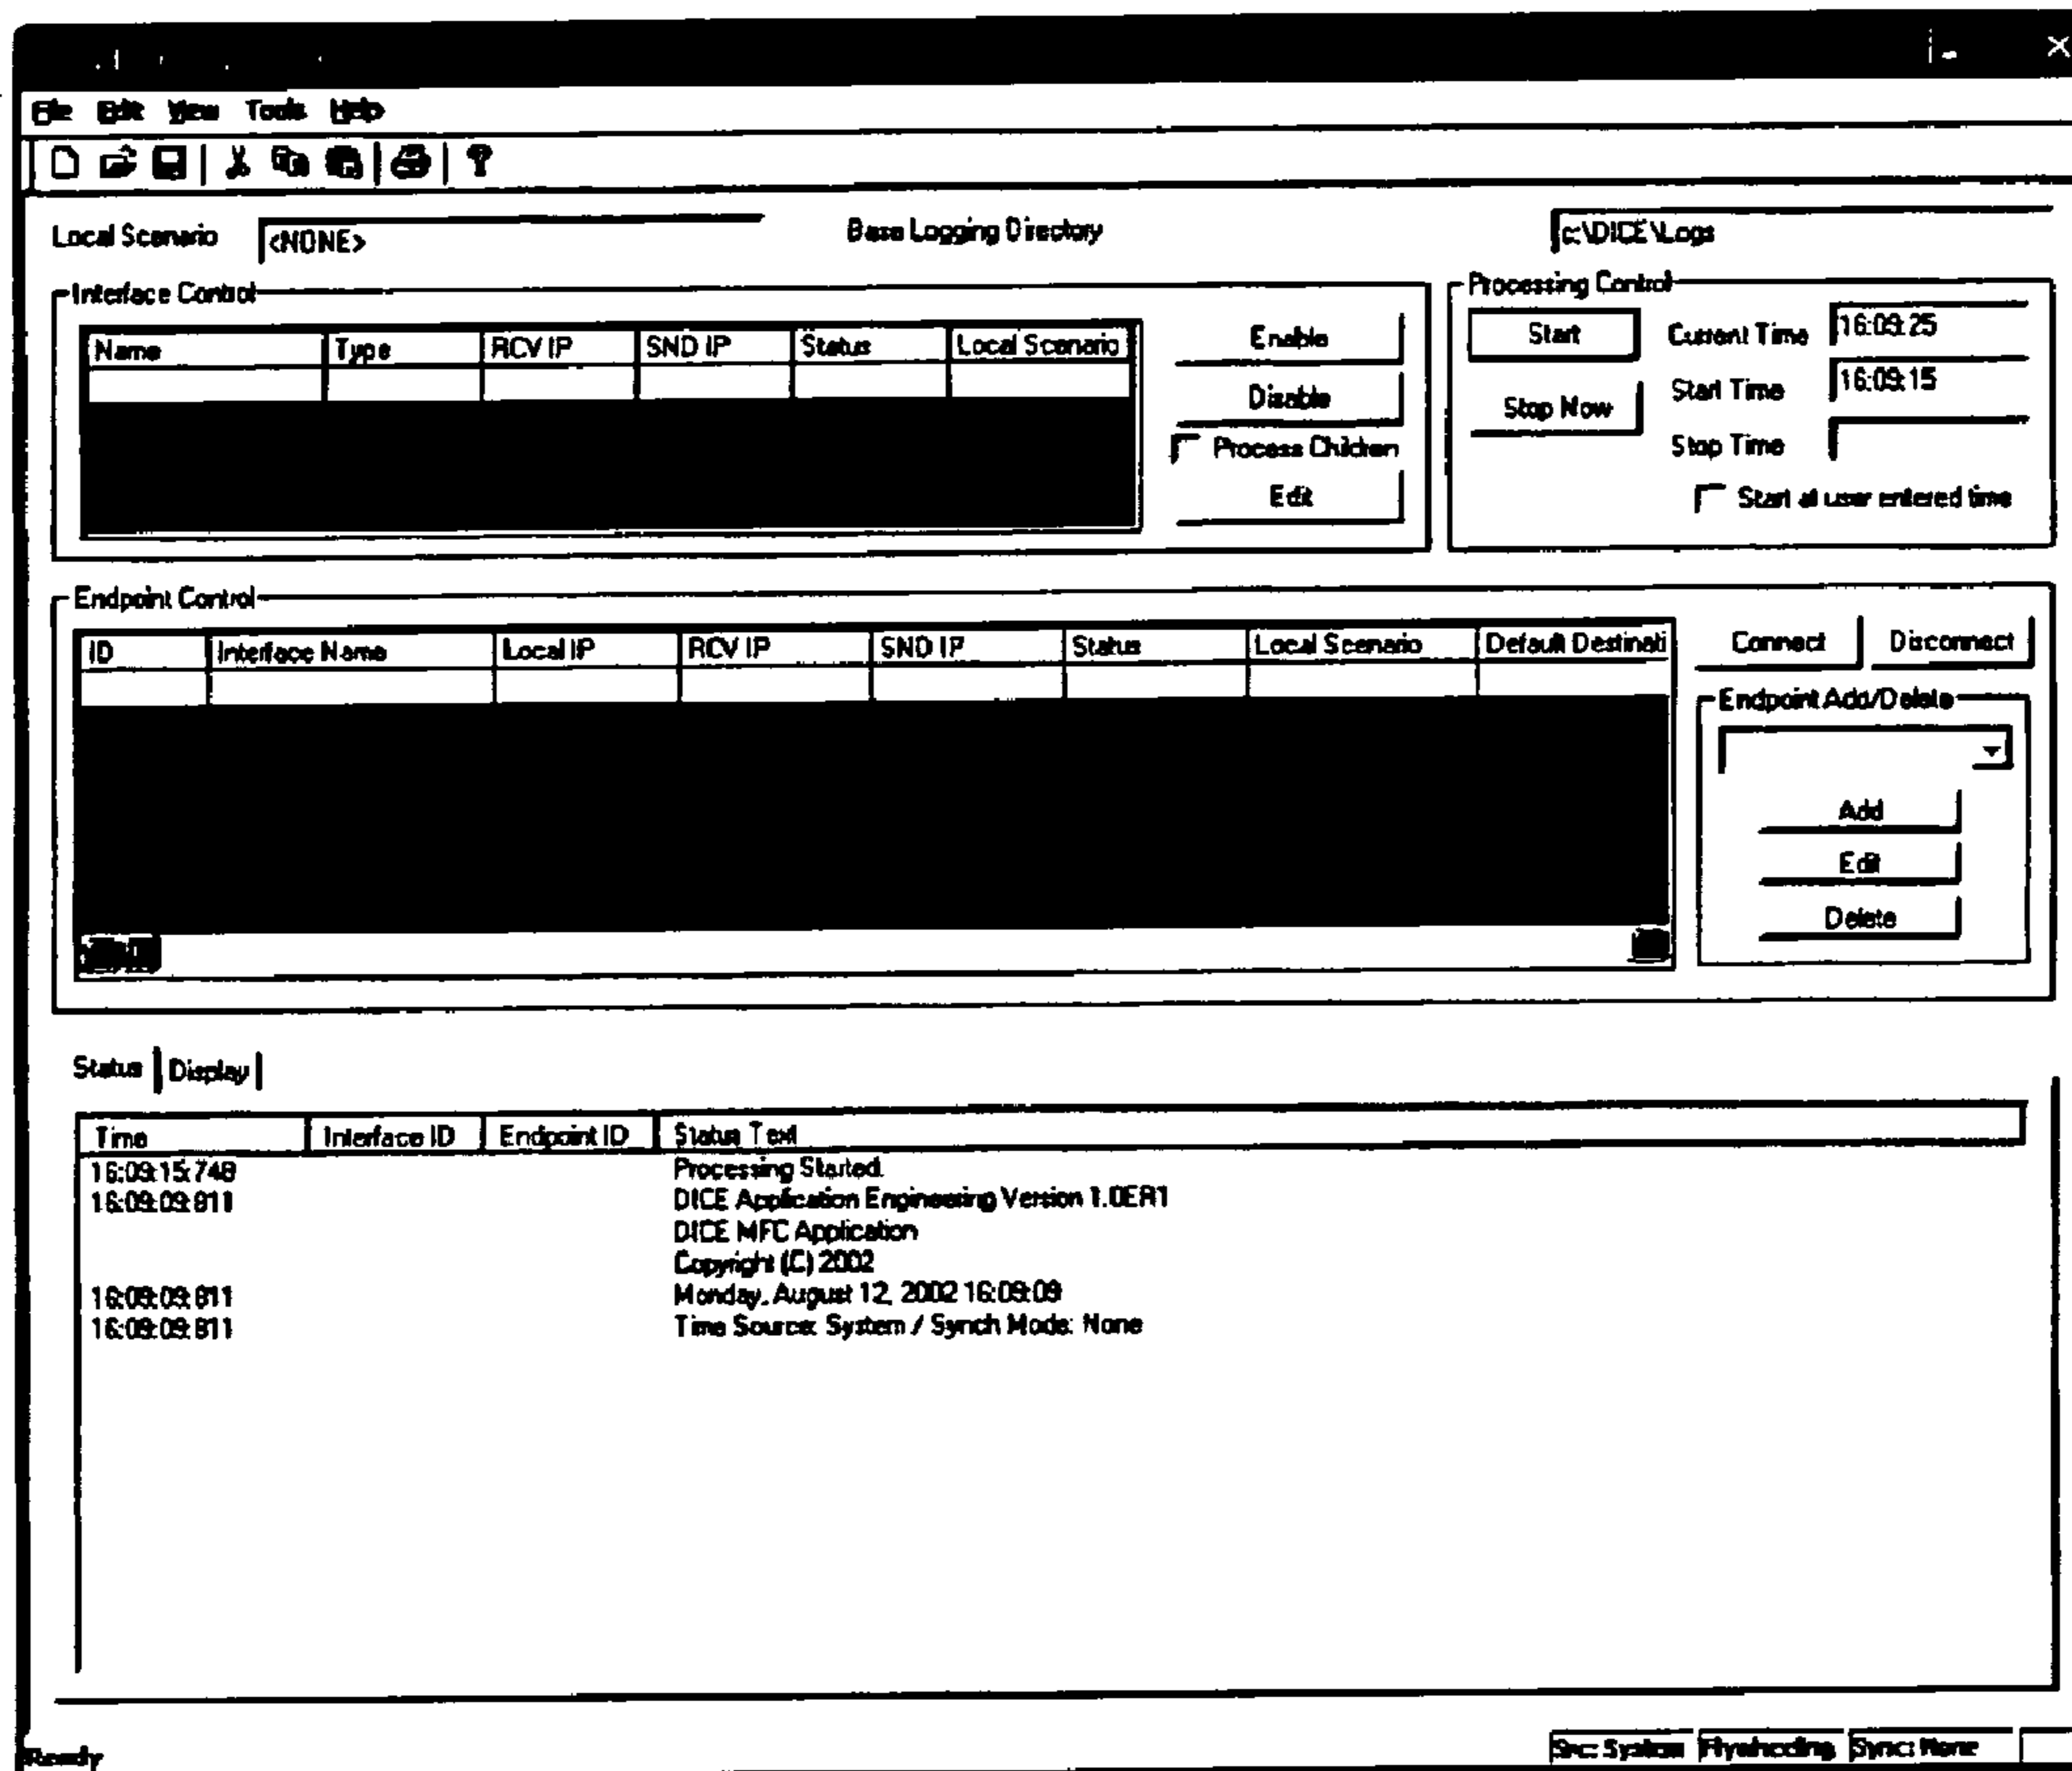 File Edit View Tools Help
Local Scenario <NONE> Base Logging Directory c:\DICE\Logs
Interface Control
Name Type RCV IP SND IP Status Local Scenario
Enable
Disable
Process Children
Edit
Processing Control
Start Current Time 16:09:25
Stop Now Start Time 16:09:15
Stop Time
Start at user entered time
Endpoint Control
ID Interface Name Local IP RCV IP SND IP Status Local Scenario Default Destinati
Connect Disconnect
Endpoint Add/Delete
Add
Edit
Delete
Status Display
Time Interface ID Endpoint ID Status Text
16:09:15:748 Processing Started.
16:09:09:811 DICE Application Engineering Version 1.0ER1
DICE MFC Application
Copyright (C) 2002
16:09:09:811 Monday, August 12, 2002 16:09:09
16:09:09:811 Time Source: System / Synch Mode: None
Ready Src: System Flywheeling Sync: None